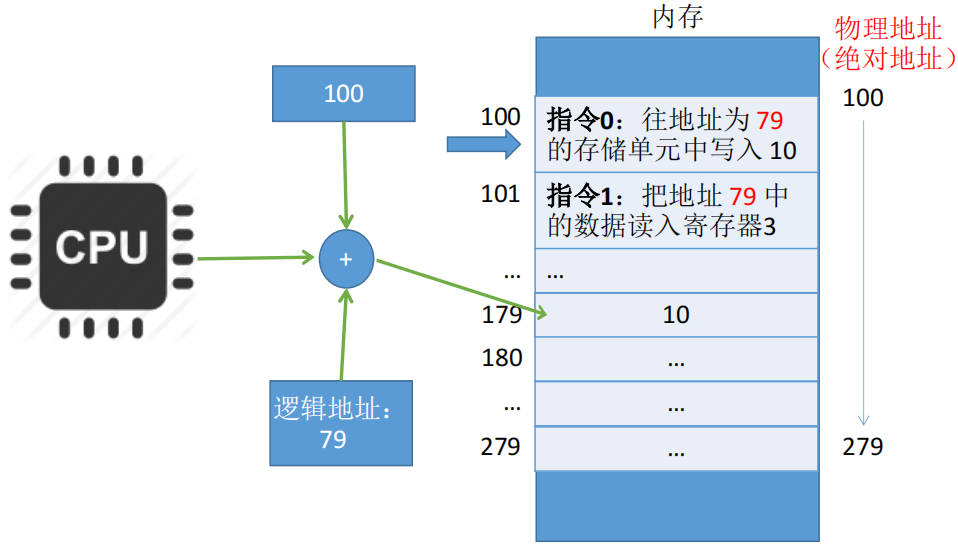 内存
物理地址
（绝对地址）
100
100
100
指令0：往地址为 79
的存储单元中写入 10
101
指令1：把地址 79 中
的数据读入寄存器3
CPU
+
...
...
179
10
180
...
逻辑地址：
79
...
...
279
...
279